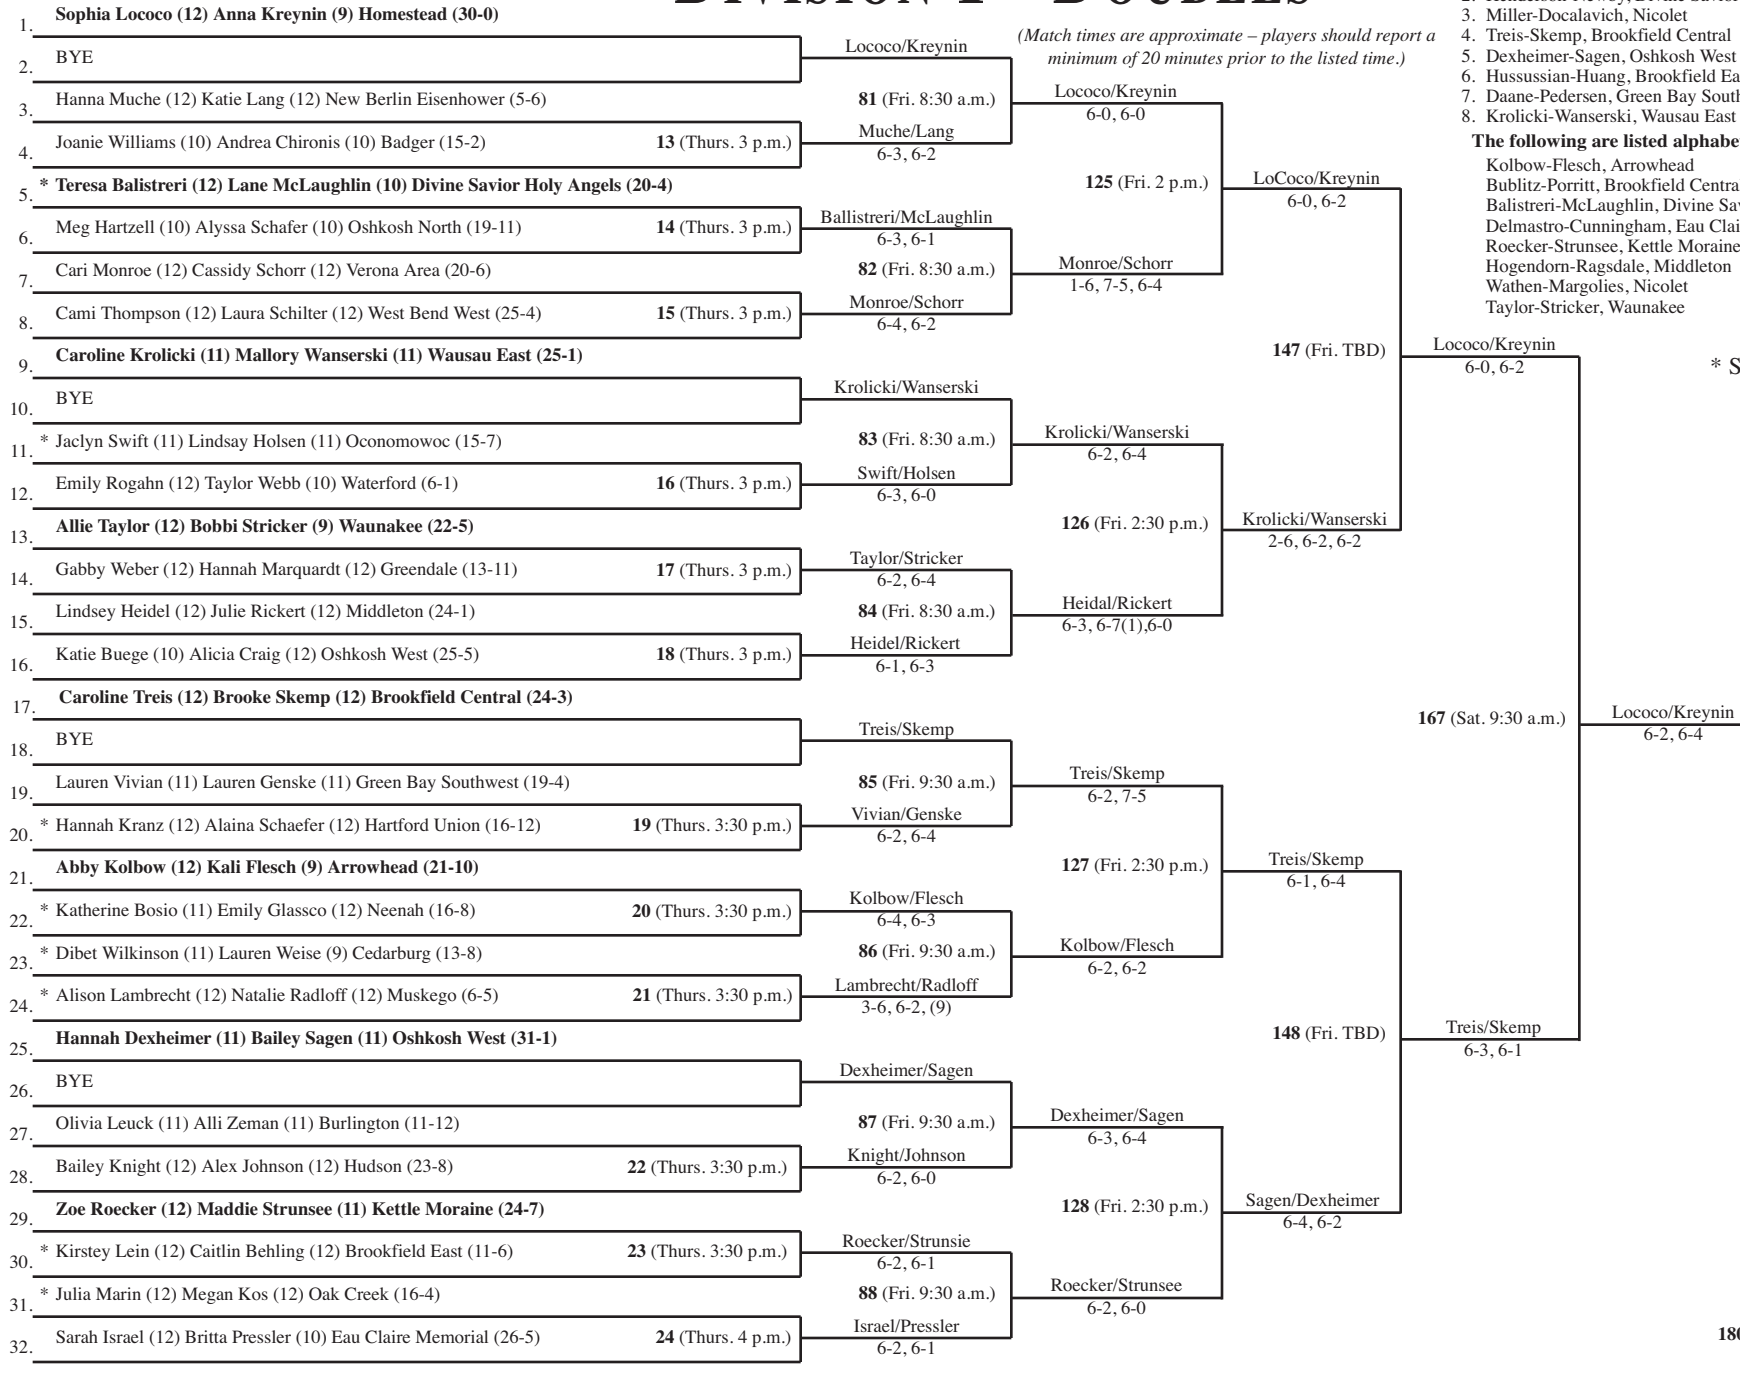 DIVISION 1 – DOUBLES
(Match times are approximate – players should report a
minimum of 20 minutes prior to the listed time.)
1. Sophia Lococo (12) Anna Kreynin (9) Homestead (30-0)
2. BYE
3. Hanna Muche (12) Katie Lang (12) New Berlin Eisenhower (5-6)
4. Joanie Williams (10) Andrea Chironis (10) Badger (15-2)
13 (Thurs. 3 p.m.)
5. * Teresa Balistreri (12) Lane McLaughlin (10) Divine Savior Holy Angels (20-4)
6. Meg Hartzell (10) Alyssa Schafer (10) Oshkosh North (19-11)
14 (Thurs. 3 p.m.)
7. Cari Monroe (12) Cassidy Schorr (12) Verona Area (20-6)
8. Cami Thompson (12) Laura Schilter (12) West Bend West (25-4)
15 (Thurs. 3 p.m.)
9. Caroline Krolicki (11) Mallory Wanserski (11) Wausau East (25-1)
10. BYE
11. * Jaclyn Swift (11) Lindsay Holsen (11) Oconomowoc (15-7)
12. Emily Rogahn (12) Taylor Webb (10) Waterford (6-1)
16 (Thurs. 3 p.m.)
13. Allie Taylor (12) Bobbi Stricker (9) Waunakee (22-5)
14. Gabby Weber (12) Hannah Marquardt (12) Greendale (13-11)
17 (Thurs. 3 p.m.)
15. Lindsey Heidel (12) Julie Rickert (12) Middleton (24-1)
16. Katie Buege (10) Alicia Craig (12) Oshkosh West (25-5)
18 (Thurs. 3 p.m.)
17. Caroline Treis (12) Brooke Skemp (12) Brookfield Central (24-3)
18. BYE
19. Lauren Vivian (11) Lauren Genske (11) Green Bay Southwest (19-4)
20. * Hannah Kranz (12) Alaina Schaefer (12) Hartford Union (16-12)
19 (Thurs. 3:30 p.m.)
21. Abby Kolbow (12) Kali Flesch (9) Arrowhead (21-10)
22. * Katherine Bosio (11) Emily Glassco (12) Neenah (16-8)
20 (Thurs. 3:30 p.m.)
23. * Dibet Wilkinson (11) Lauren Weise (9) Cedarburg (13-8)
24. * Alison Lambrecht (12) Natalie Radloff (12) Muskego (6-5)
21 (Thurs. 3:30 p.m.)
25. Hannah Dexheimer (11) Bailey Sagen (11) Oshkosh West (31-1)
26. BYE
27. Olivia Leuck (11) Alli Zeman (11) Burlington (11-12)
28. Bailey Knight (12) Alex Johnson (12) Hudson (23-8)
22 (Thurs. 3:30 p.m.)
29. Zoe Roecker (12) Maddie Strunsee (11) Kettle Moraine (24-7)
30. * Kirstey Lein (12) Caitlin Behling (12) Brookfield East (11-6)
23 (Thurs. 3:30 p.m.)
31. * Julia Marin (12) Megan Kos (12) Oak Creek (16-4)
32. Sarah Israel (12) Britta Pressler (10) Eau Claire Memorial (26-5)
24 (Thurs. 4 p.m.)
Lococo/Kreynin
81 (Fri. 8:30 a.m.)
Muche/Lang
6-3, 6-2
Ballistreri/McLaughlin
6-3, 6-1
82 (Fri. 8:30 a.m.)
Monroe/Schorr
6-4, 6-2
Krolicki/Wanserski
83 (Fri. 8:30 a.m.)
Swift/Holsen
6-3, 6-0
Taylor/Stricker
6-2, 6-4
84 (Fri. 8:30 a.m.)
Heidel/Rickert
6-1, 6-3
Treis/Skemp
85 (Fri. 9:30 a.m.)
Vivian/Genske
6-2, 6-4
Kolbow/Flesch
6-4, 6-3
86 (Fri. 9:30 a.m.)
Lambrecht/Radloff
3-6, 6-2, (9)
Dexheimer/Sagen
87 (Fri. 9:30 a.m.)
Knight/Johnson
6-2, 6-0
Roecker/Strunsie
6-2, 6-1
88 (Fri. 9:30 a.m.)
Israel/Pressler
6-2, 6-1
Lococo/Kreynin
6-0, 6-0
125 (Fri. 2 p.m.)
Monroe/Schorr
1-6, 7-5, 6-4
Krolicki/Wanserski
6-2, 6-4
126 (Fri. 2:30 p.m.)
Heidal/Rickert
6-3, 6-7(1),6-0
Treis/Skemp
6-2, 7-5
127 (Fri. 2:30 p.m.)
Kolbow/Flesch
6-2, 6-2
Dexheimer/Sagen
6-3, 6-4
128 (Fri. 2:30 p.m.)
Roecker/Strunsee
6-2, 6-0
LoCoco/Kreynin
6-0, 6-2
147 (Fri. TBD)
Krolicki/Wanserski
2-6, 6-2, 6-2
Treis/Skemp
6-1, 6-4
148 (Fri. TBD)
Sagen/Dexheimer
6-4, 6-2
Lococo/Kreynin
6-0, 6-2
167 (Sat. 9:30 a.m.)
Treis/Skemp
6-3, 6-1
Lococo/Kreynin
6-2, 6-4
3. Miller-Docalavich, Nicolet
4. Treis-Skemp, Brookfield Central
5. Dexheimer-Sagen, Oshkosh West
6. Hussussian-Huang, Brookfield Ea
7. Daane-Pedersen, Green Bay South
8. Krolicki-Wanserski, Wausau East
The following are listed alphabe
Kolbow-Flesch, Arrowhead
Bublitz-Porritt, Brookfield Centra
Balistreri-McLaughlin, Divine Sav
Delmastro-Cunningham, Eau Clai
Roecker-Strunsee, Kettle Moraine
Hogendorn-Ragsdale, Middleton
Wathen-Margolies, Nicolet
Taylor-Stricker, Waunakee
* S
180